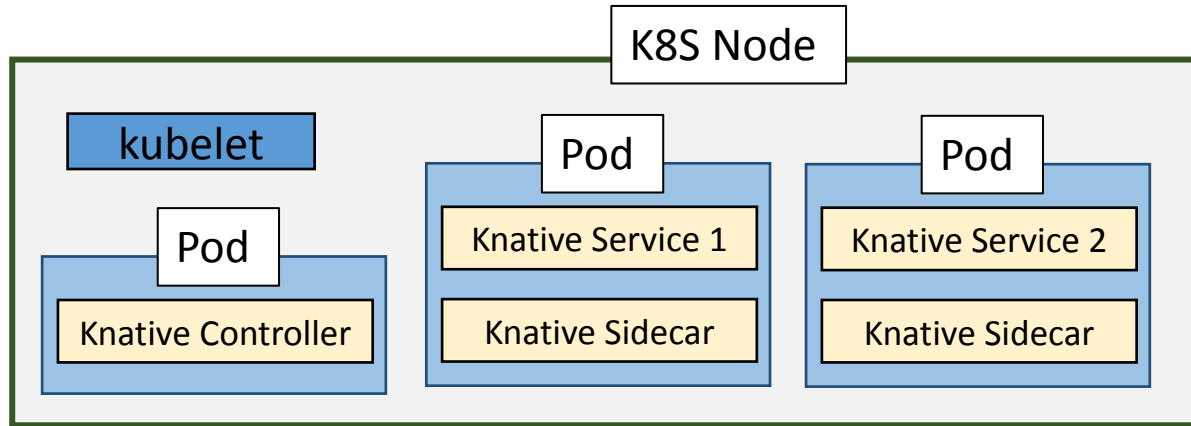 K8S Node
kubelet
Pod
Knative Controller
Pod
Knative Service 1
Knative Sidecar
Pod
Knative Service 2
Knative Sidecar